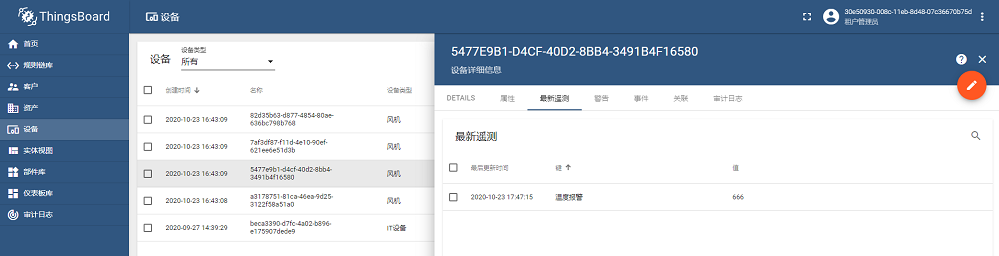 ThingsBoard
设备
30e50930-008c-11eb-8d48-07c36670b75d
租户管理员
首页
规则链库
客户
资产
设备
实体视图
部件库
仪表板库
审计日志
设备
设备类型
所有
创建时间
名称
设备类型
2020-10-23 16:43:09
82d35b63-d877-4854-80ae-
636bc798b768
风机
2020-10-23 16:43:09
7af3df87-f11d-4e10-90ef-
621ee6e51d3b
风机
2020-10-23 16:43:09
5477e9b1-d4cf-40d2-8bb4-
3491b4f16580
风机
2020-10-23 16:43:08
a3178751-81ca-46ea-9d25-
3122f58a51a0
风机
2020-09-27 14:39:29
beca3390-d7fc-4a02-b896-
e175907dede9
IT设备
5477E9B1-D4CF-40D2-8BB4-3491B4F16580
设备详细信息
DETAILS
属性
最新遥测
警告
事件
关联
审计日志
最新遥测
最后更新时间
键
值
2020-10-23 17:47:15
温度报警
666